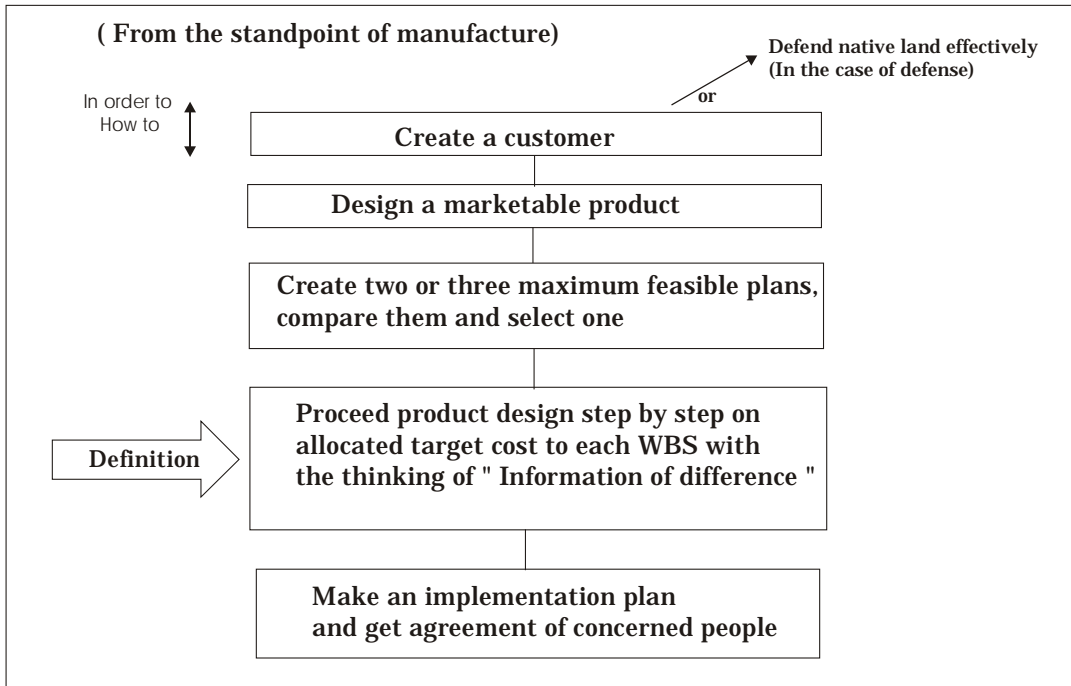 ( From the standpoint of manufacture)
Defend native land effectively
(In the case of defense)
or
In order to
How to
Create a customer
Design a marketable product
Create two or three maximum feasible plans,
compare them and select one
Definition
Proceed product design step by step on
allocated target cost to each WBS with
the thinking of " Information of difference "
Make an implementation plan
and get agreement of concerned people